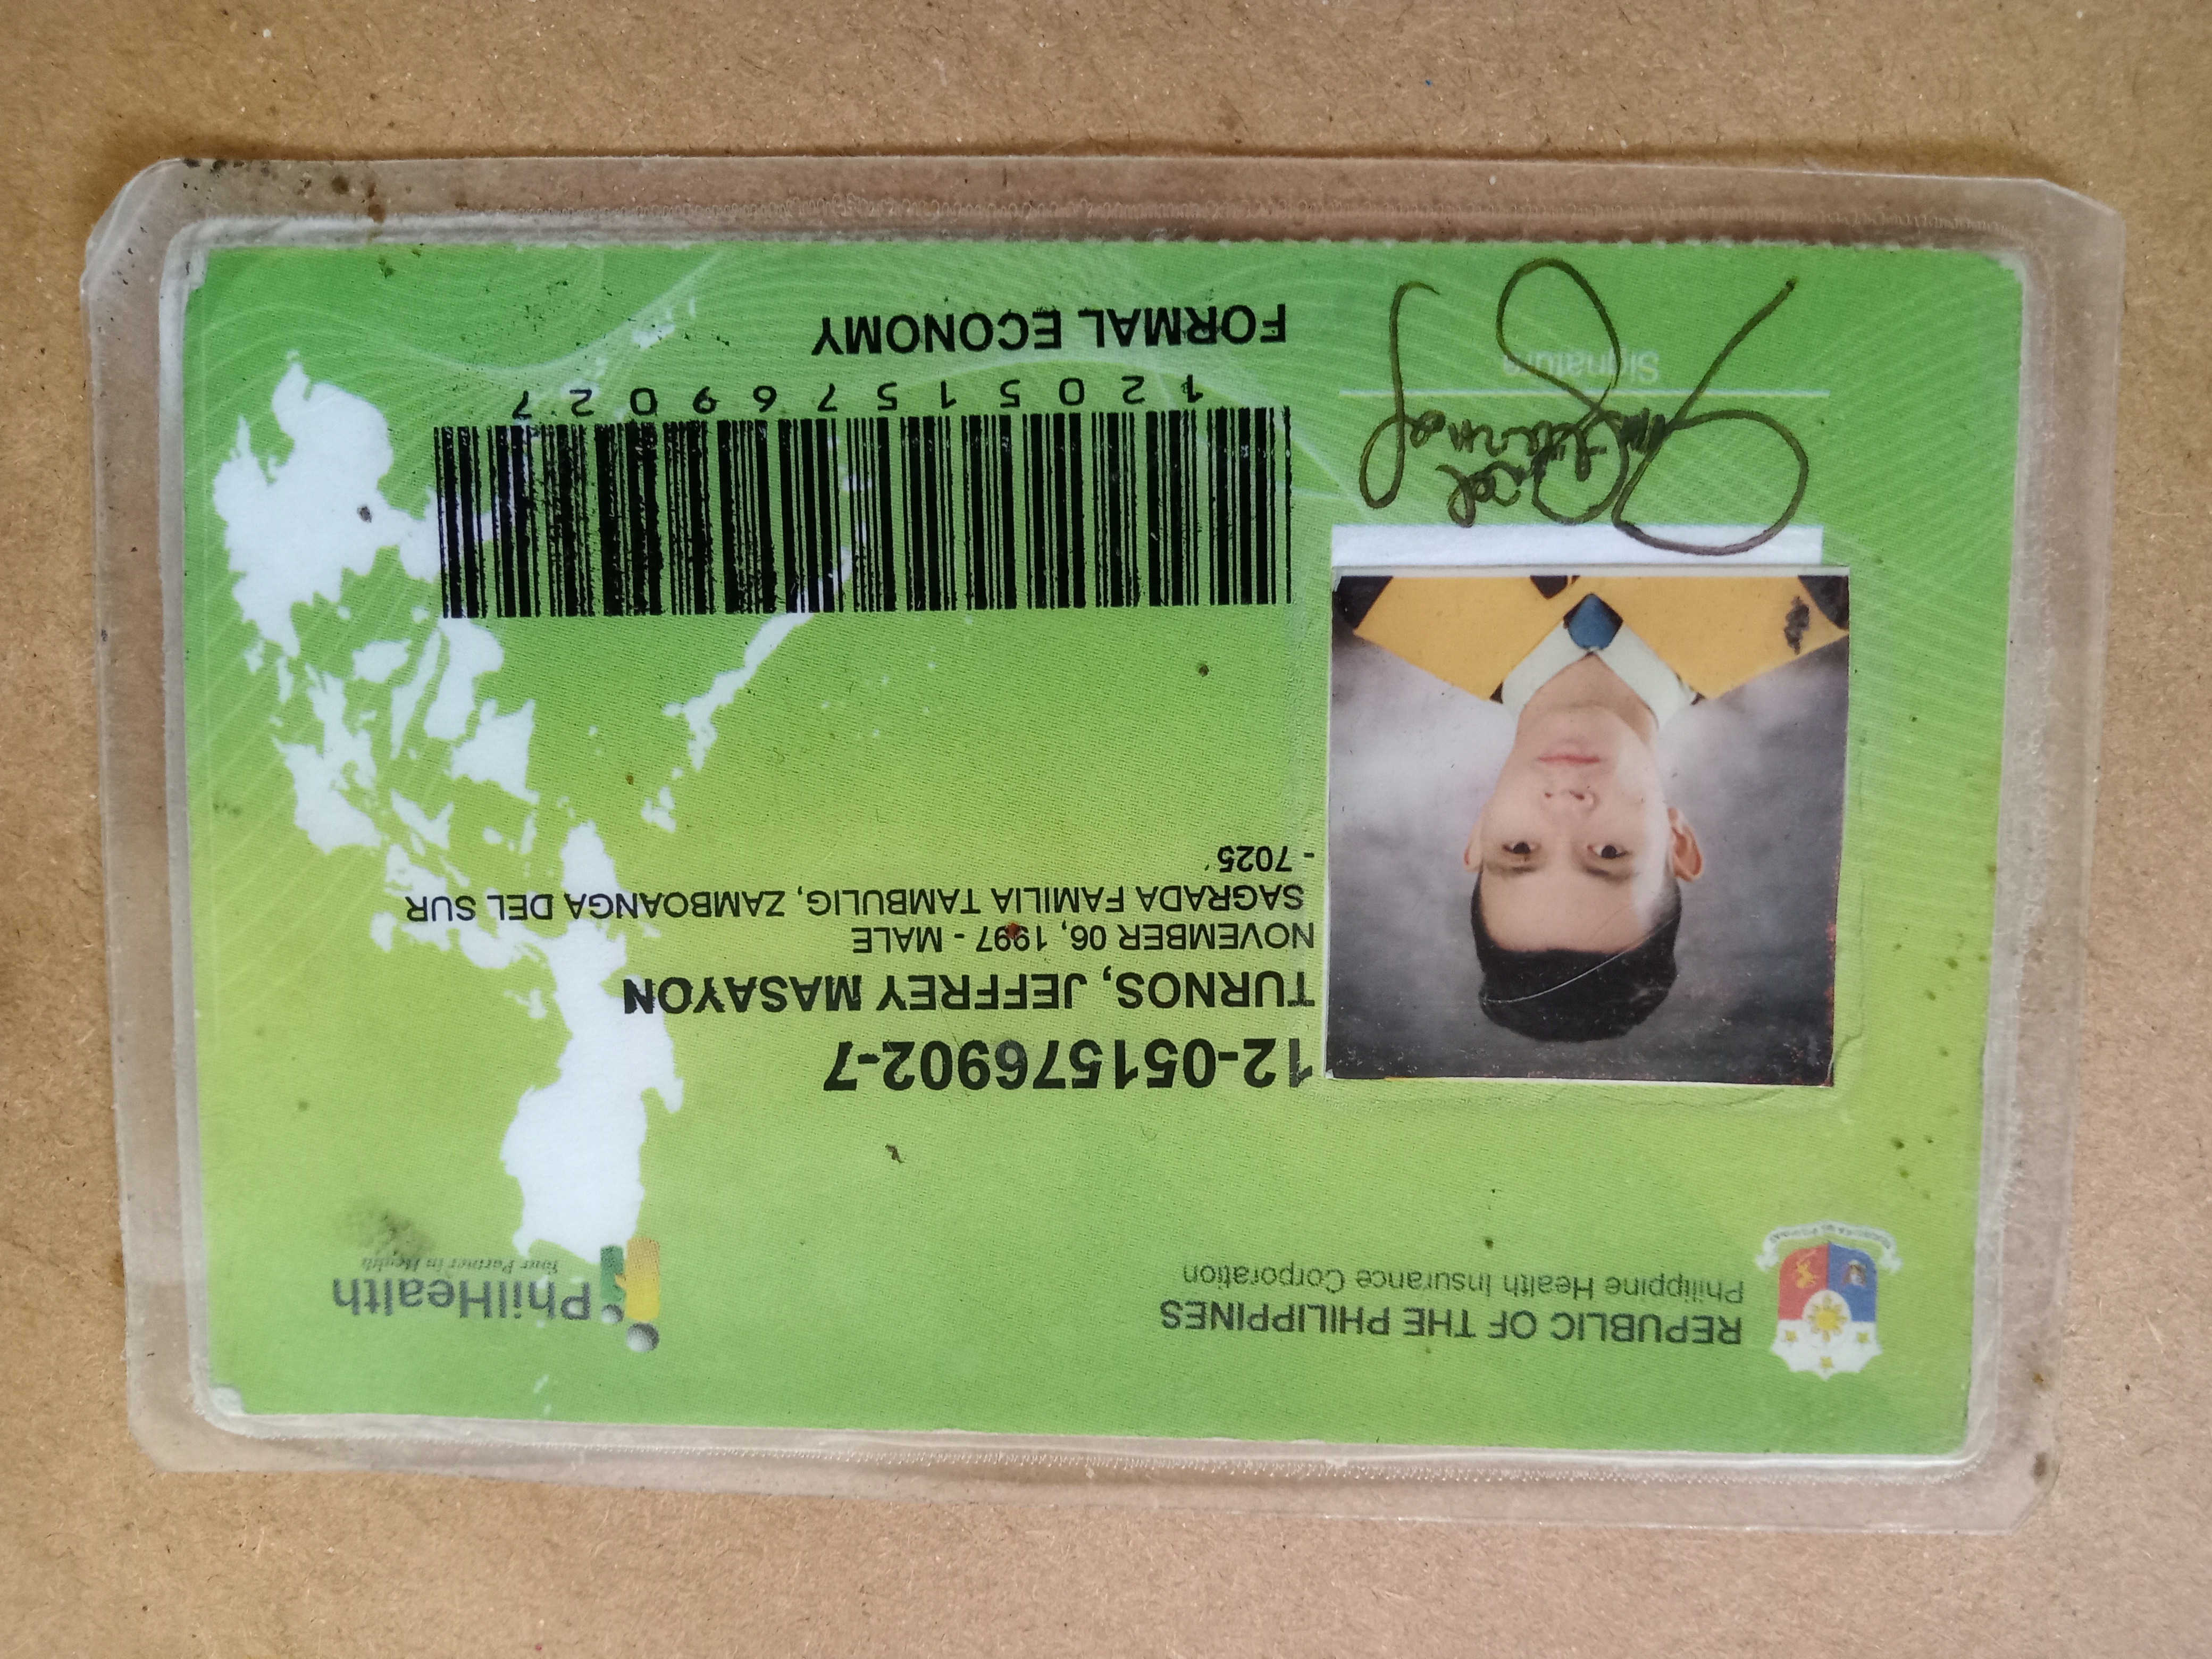 REPUBLIC OF THE PHILIPPINES
Philippine Health Insurance Corporation
PhilHealth
Your Partner in Health
12-051576902-7
TURNOS, JEFFREY MASAYON
NOVEMBER 06, 1997 - MALE
SAGRADA FAMILIA TAMBULIG, ZAMBOANGA DEL SUR
- 7025
Signature
120515769027
FORMAL ECONOMY